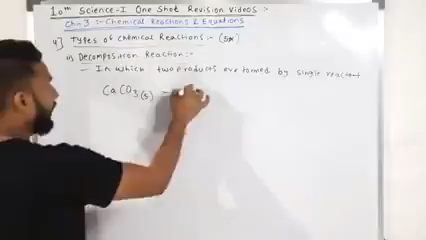 10th Science-I One Shot Revision Videos :-
Ch-3 :- Chemical Reactions & Equations
4] Types of Chemical Reactions:- (5M)
a) Decomposition Reaction:-
- In which two products are formed by single reactant
CaCO3(s)